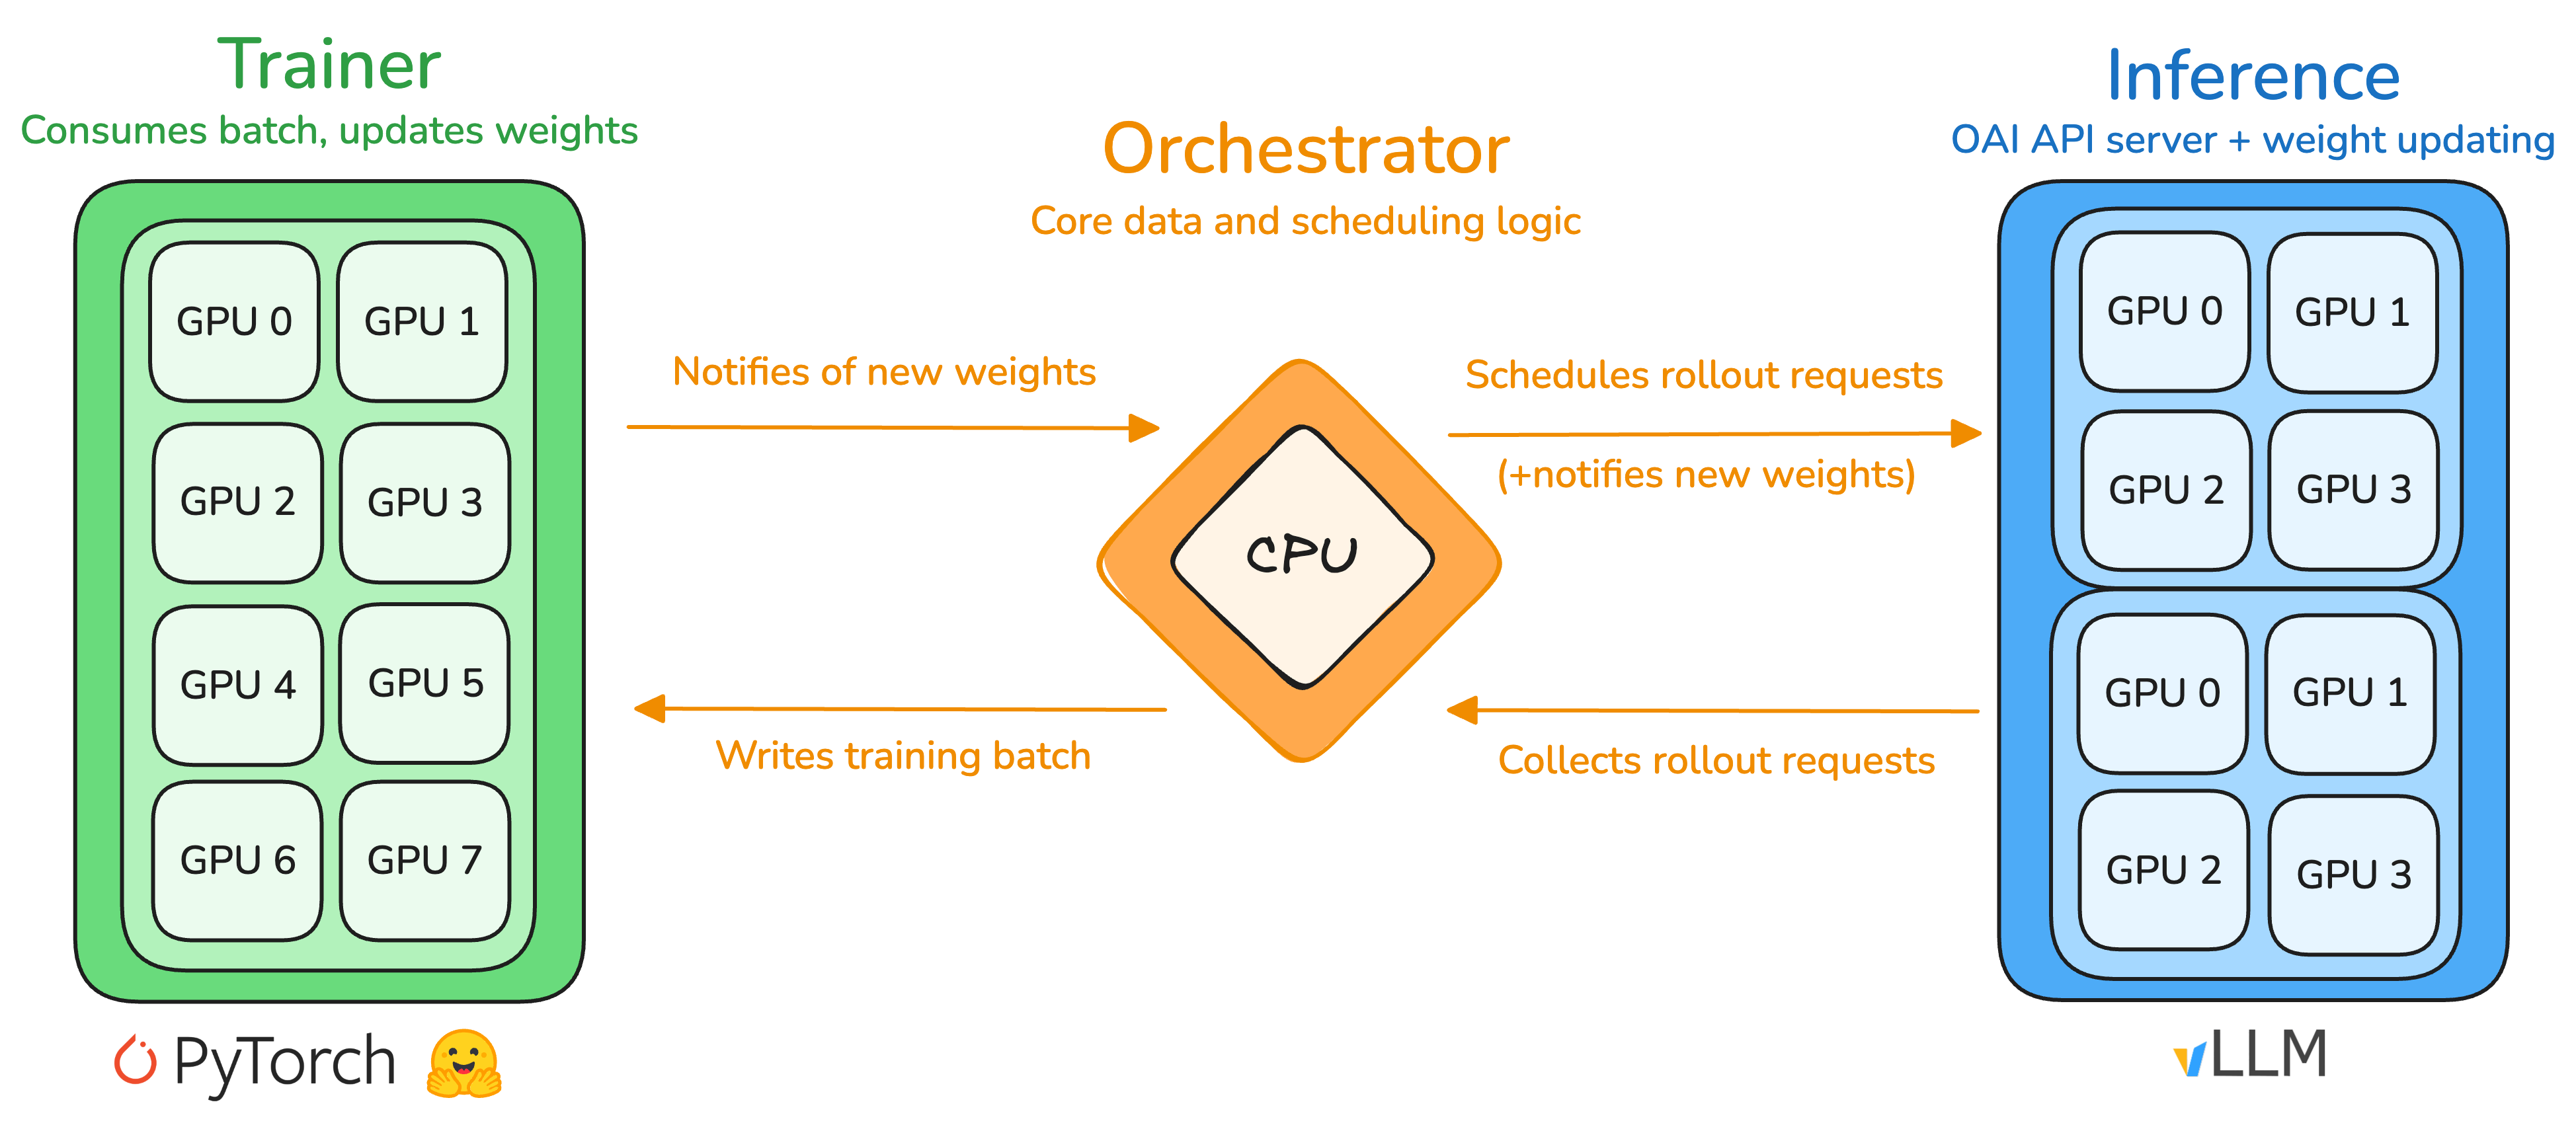 Trainer
Consumes batch, updates weights
GPU 0
GPU 1
GPU 2
GPU 3
GPU 4
GPU 5
GPU 6
GPU 7
PyTorch
Notifies of new weights
Writes training batch
Orchestrator
Core data and scheduling logic
CPU
Schedules rollout requests
(+notifies new weights)
Collects rollout requests
Inference
OAI API server + weight updating
GPU 0
GPU 1
GPU 2
GPU 3
GPU 0
GPU 1
GPU 2
GPU 3
vLLM